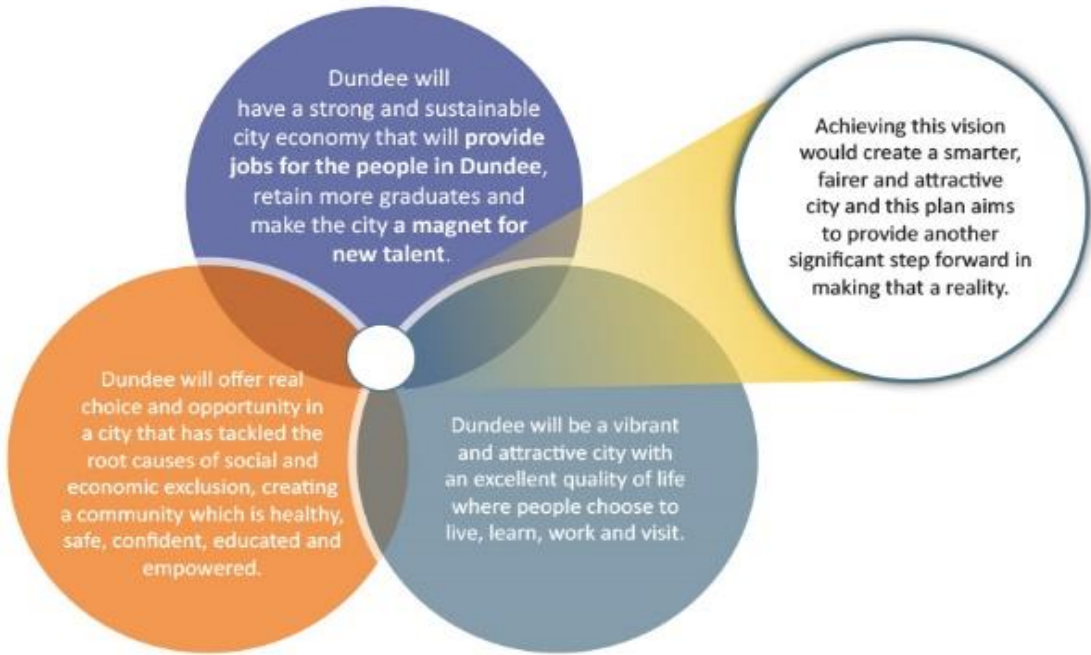 Dundee will
have a strong and sustainable
city economy that will provide
jobs for the people in Dundee,
retain more graduates and
make the city a magnet for
new talent.
Achieving this vision
would create a smarter,
fairer and attractive
city and this plan aims
to provide another
significant step forward in
making that a reality.
Dundee will offer real
choice and opportunity in
a city that has tackled the
root causes of social and
economic exclusion, creating
a community which is healthy,
safe, confident, educated and
empowered.
Dundee will be a vibrant
and attractive city with
an excellent quality of life
where people choose to
live, learn, work and visit.